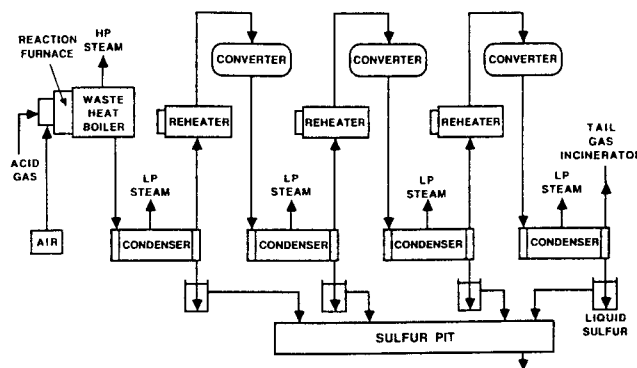 REACTION
FURNACE
HP
STEAM
WASTE
HEAT
BOILER
ACID
GAS
AIR
LP
STEAM
CONDENSER
REHEATER
CONVERTER
LP
STEAM
CONDENSER
REHEATER
CONVERTER
LP
STEAM
CONDENSER
REHEATER
CONVERTER
LP
STEAM
CONDENSER
TAIL
GAS
INCINERATOR
LIQUID
SULFUR
SULFUR PIT